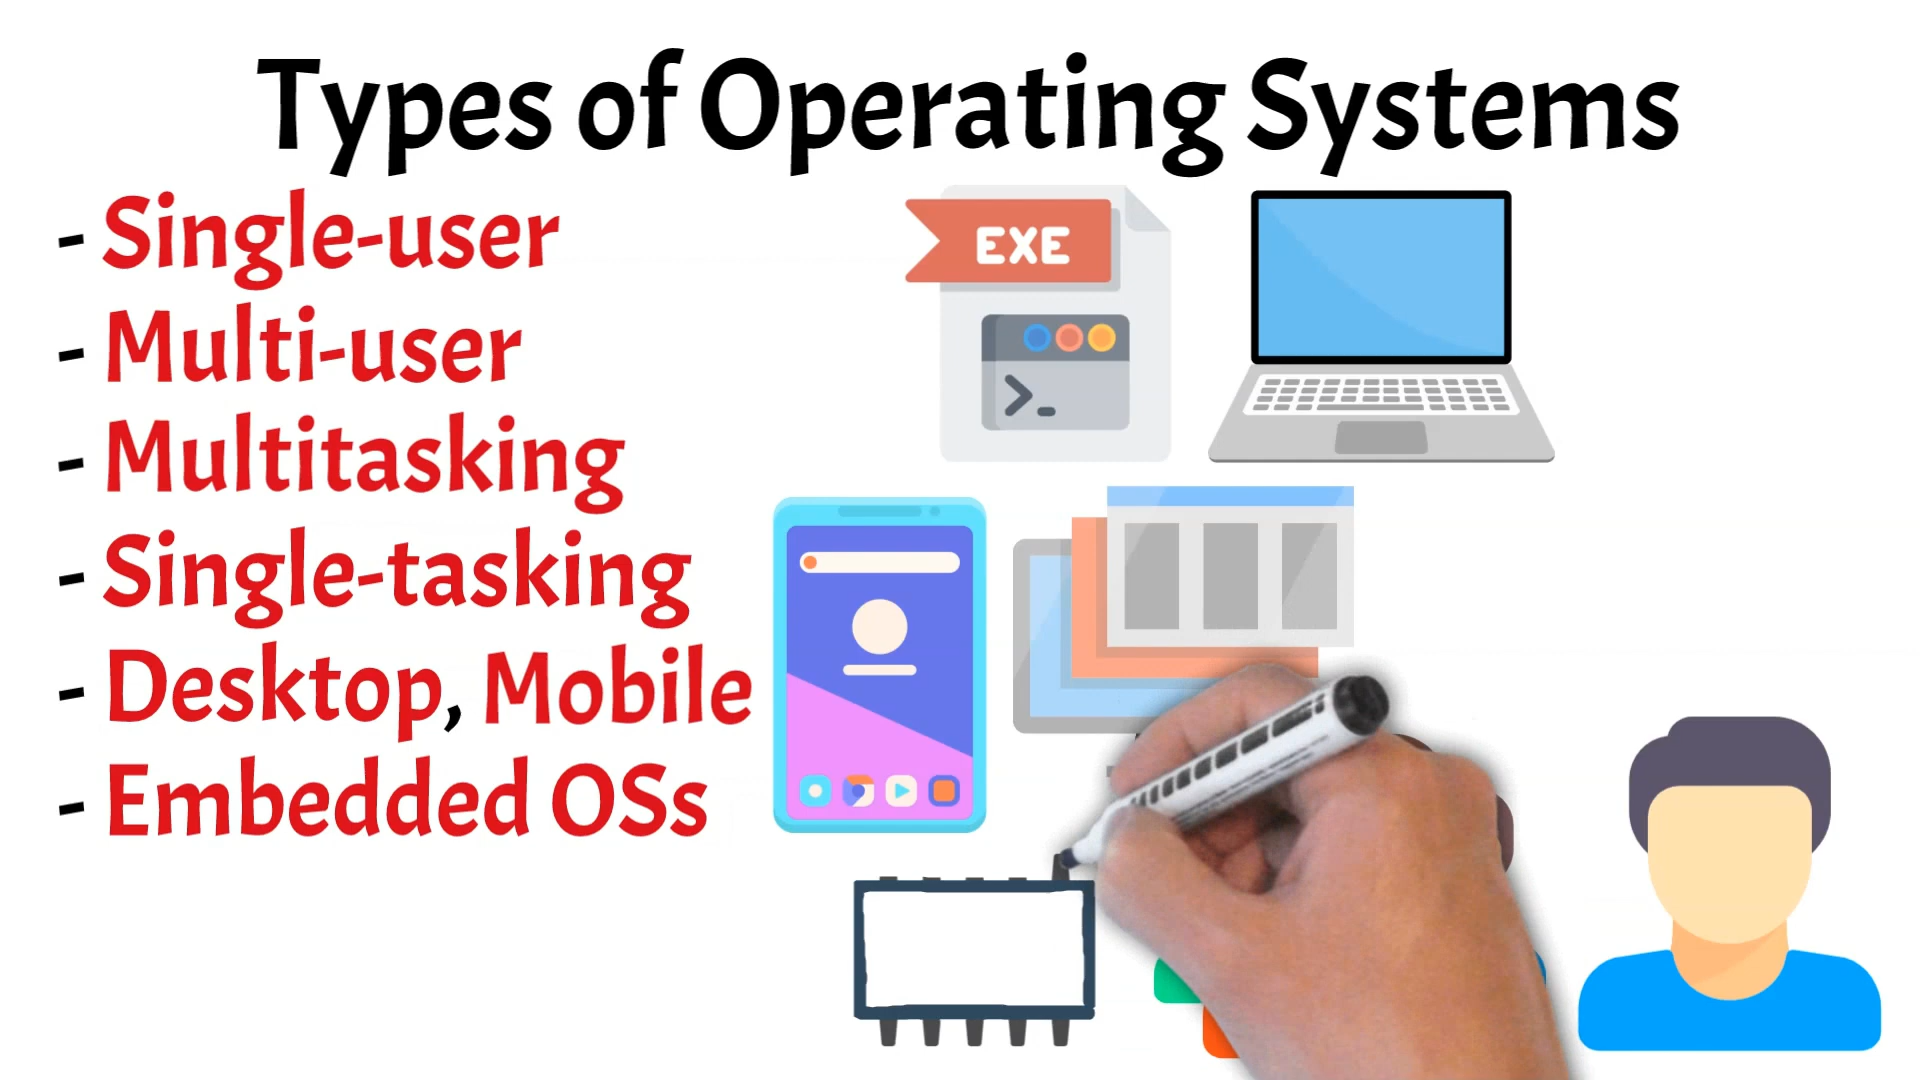 Types of Operating Systems
- Single-user
- Multi-user
- Multitasking
- Single-tasking
- Desktop, Mobile
- Embedded OSs
EXE
>_